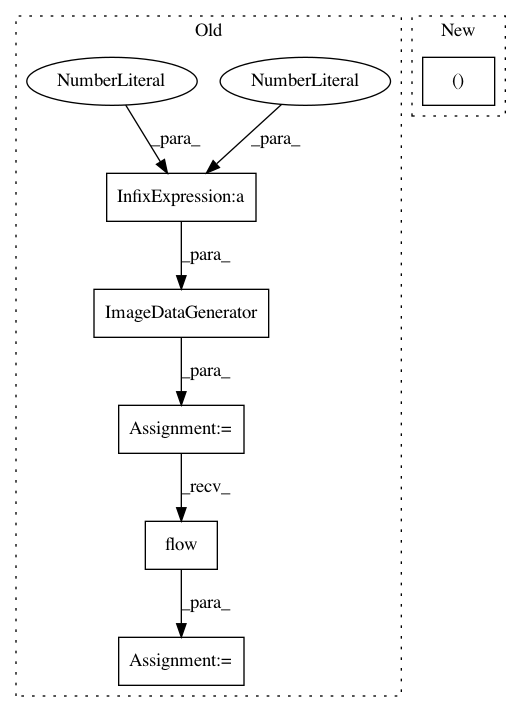 Old
New
NumberLiteral
NumberLiteral
()
_para_
_para_
InfixExpression:a
_para_
ImageDataGenerator
_para_
Assignment:=
_recv_
flow
_para_
Assignment:=